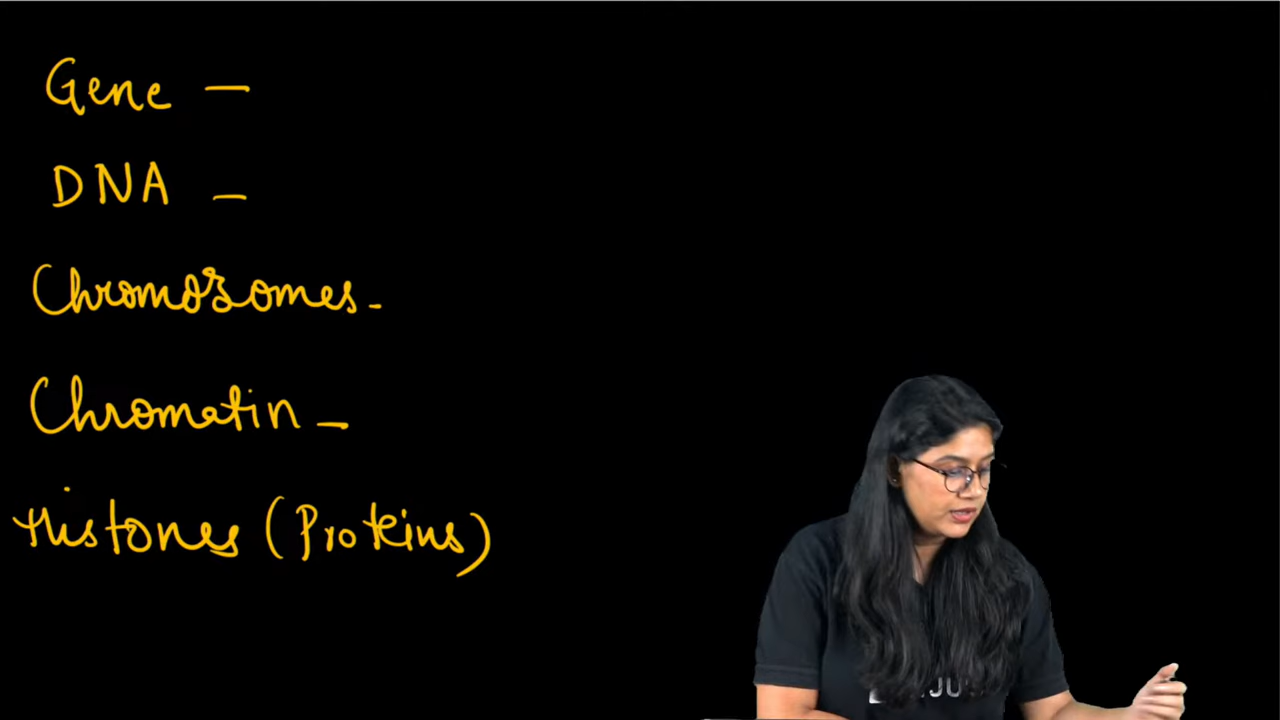 Gene —
DNA —
Chromosomes -
Chromatin —
Histones (Proteins)